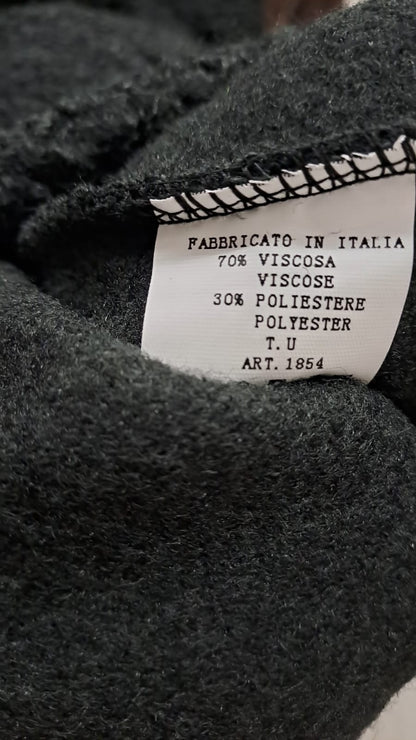 FABBRICATO IN ITALIA
70% VISCOSA
VISCOSE
30% POLIESTERE
POLYESTER
T.U
ART. 1854